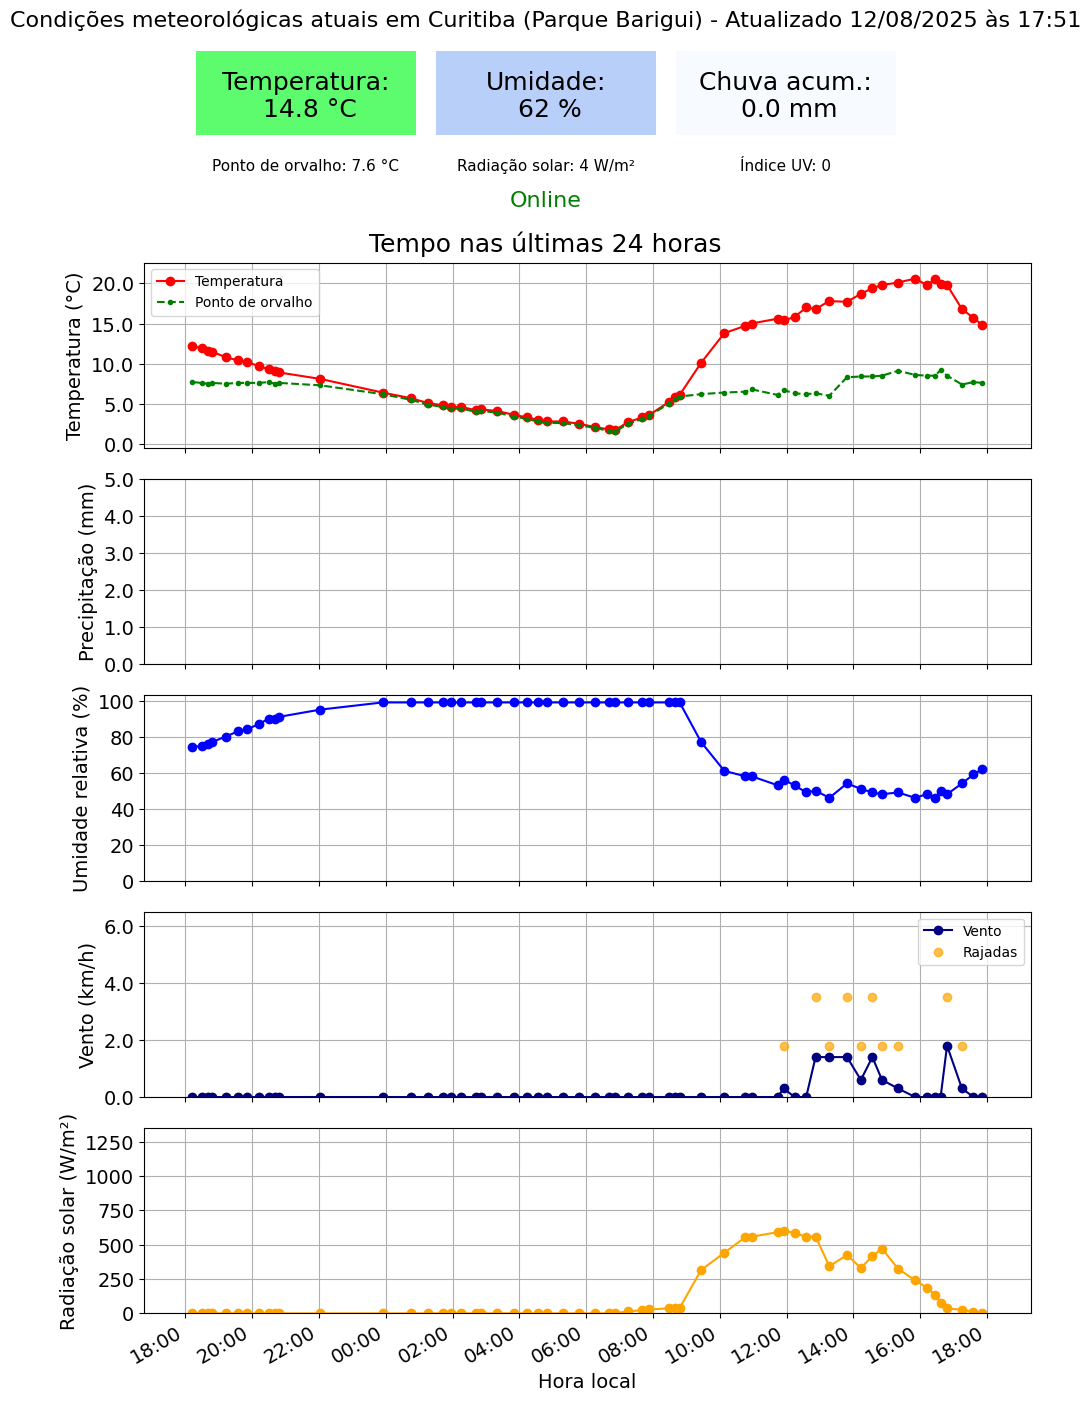 Condições meteorológicas atuais em Curitiba (Parque Barigui) - Atualizado 12/08/2025 às 17:51
Temperatura:
14.8 °C
Umidade:
62 %
Chuva acum.:
0.0 mm
Ponto de orvalho: 7.6 °C
Radiação solar: 4 W/m²
Índice UV: 0
Online
Tempo nas últimas 24 horas
Temperatura (°C)
20.0
15.0
10.0
5.0
0.0
Temperatura
Ponto de orvalho
Precipitação (mm)
5.0
4.0
3.0
2.0
1.0
0.0
Umidade relativa (%)
100
80
60
40
20
0
Vento (km/h)
6.0
4.0
2.0
0.0
Vento
Rajadas
Radiação solar (W/m²)
1250
1000
750
500
250
0
18:00
20:00
22:00
00:00
02:00
04:00
06:00
08:00
10:00
12:00
14:00
16:00
18:00
Hora local